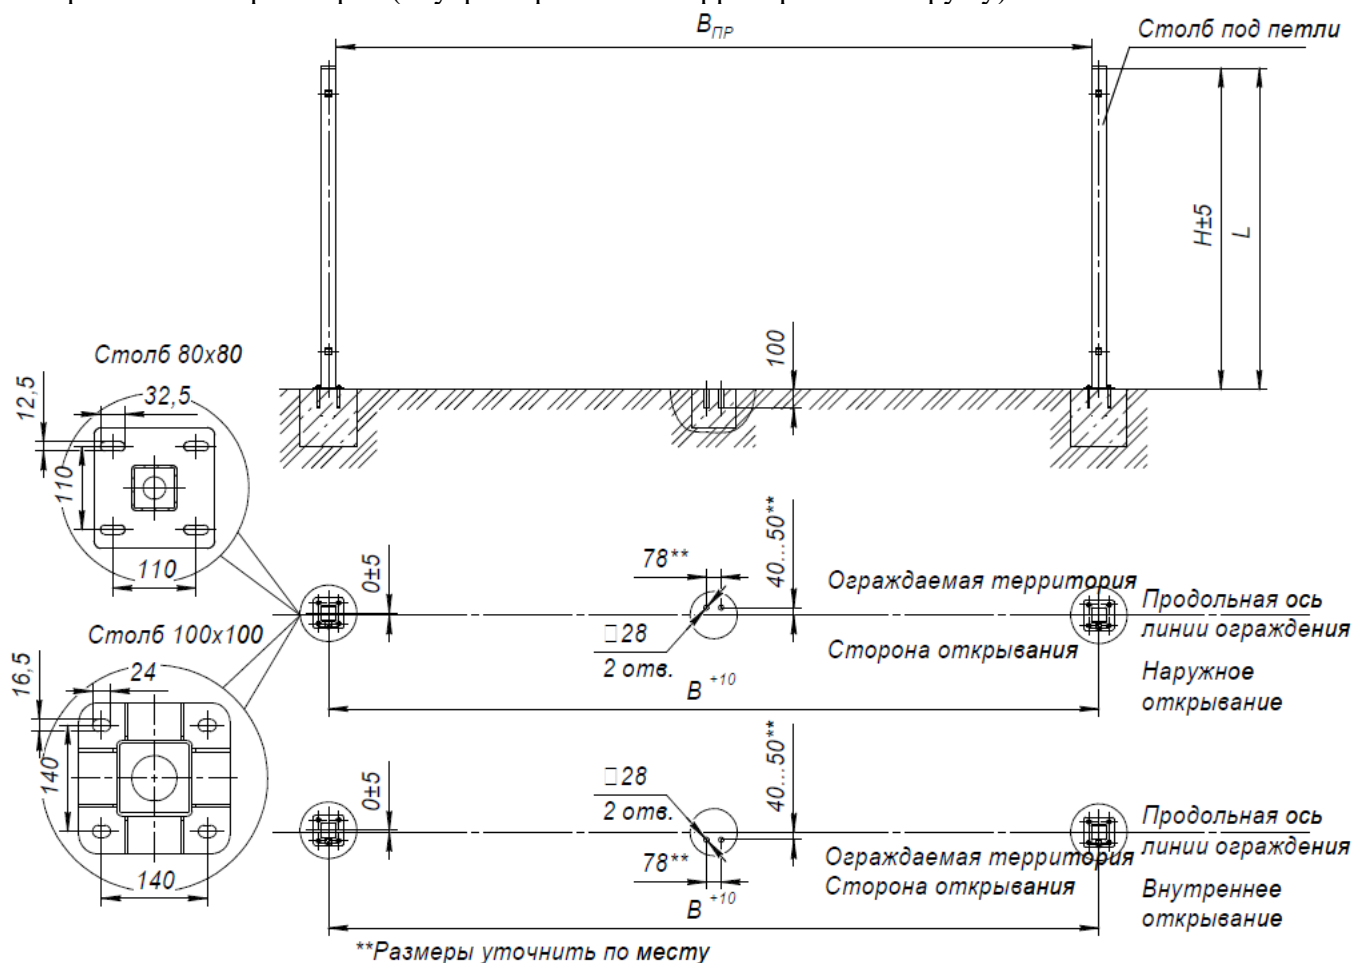 B ПР
Столб под петли
H±5
L
100
Столб 80x80
12,5
32,5
110
110
0±5
78**
40...50**
□28
2 отв.
Ограждаемая территория
Сторона открывания
Продольная ось
линии ограждения
Наружное
открывание
B +10
Столб 100x100
16,5
24
140
140
0±5
□28
2 отв.
78**
40...50**
Ограждаемая территория
Сторона открывания
Продольная ось
линии ограждения
Внутреннее
открывание
B +10
**Размеры уточнить по месту